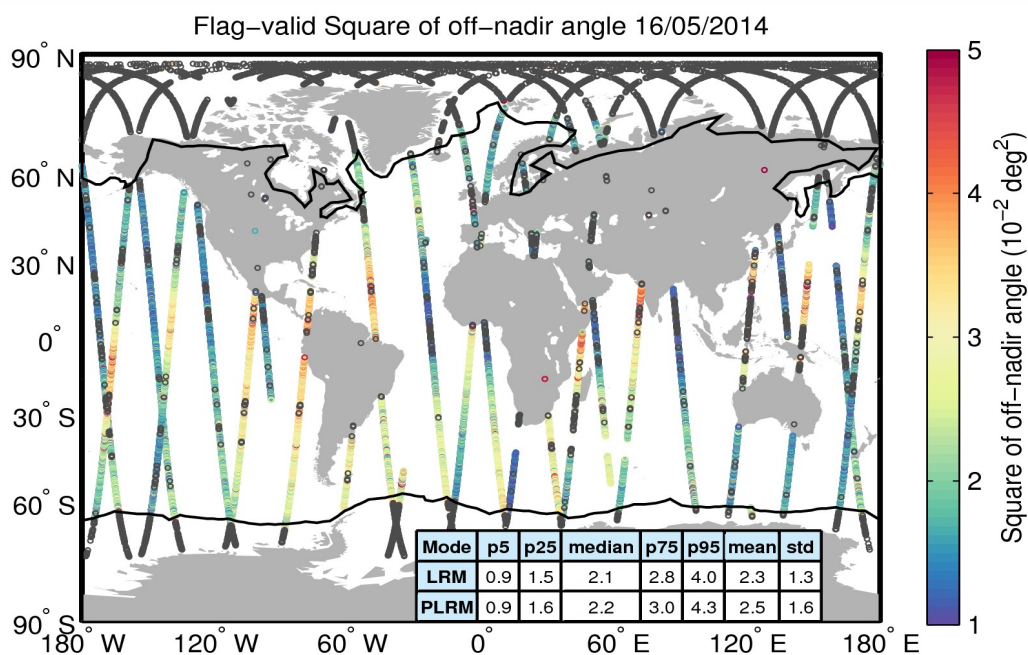 Flag−valid Square of off−nadir angle 16/05/2014
90° N
60° N
30° N
0°
30° S
60° S
90° S
180° W
120° W
60° W
0°
60° E
120° E
180° E
Mode p5 p25 median p75 p95 mean std
LRM 0.9 1.5 2.1 2.8 4.0 2.3 1.3
PLRM 0.9 1.6 2.2 3.0 4.3 2.5 1.6
5
4
3
2
1
Square of off−nadir angle (10⁻² deg²)